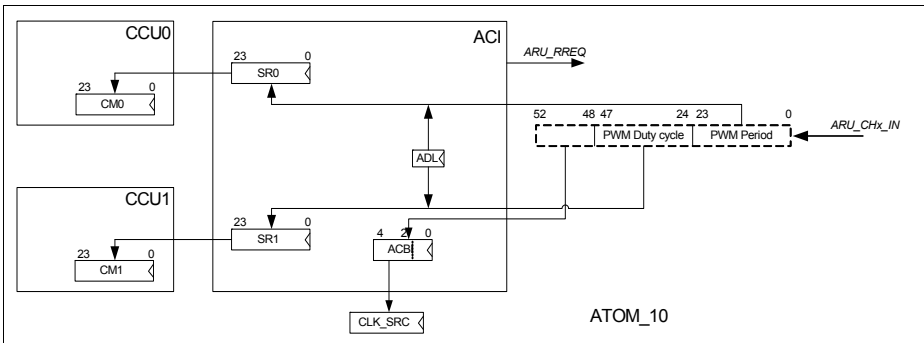 CCU0
ACI
ARU_RREQ
23 0
SR0
23 0
CM0
52 48 47 24 23 0
PWM Duty cycle PWM Period
ARU_CHx_IN
ADL
CCU1
23 0
SR1
4 2 0
ACBI
23 0
CM1
CLK_SRC
ATOM_10